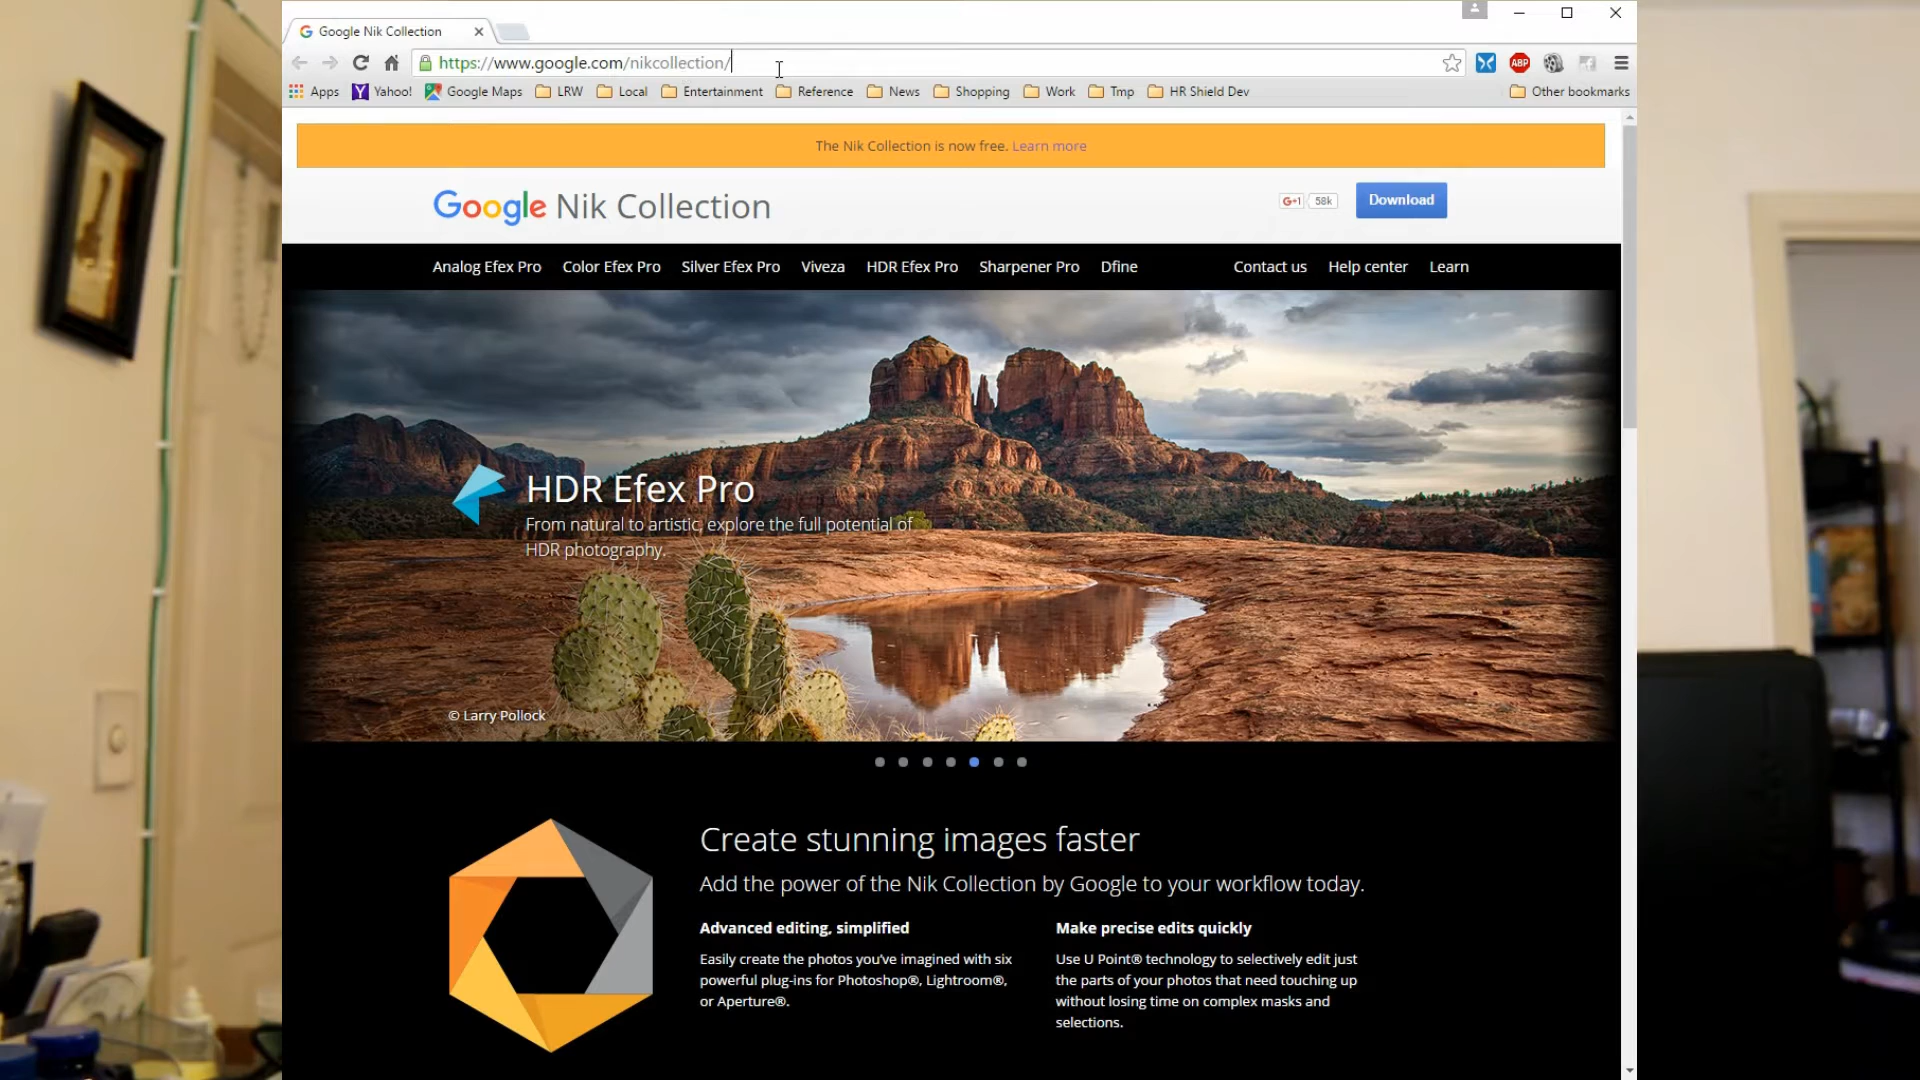 Google Nik Collection
https://www.google.com/nikcollection/
ABP
Apps Yahoo! Google Maps LRW Local Entertainment Reference News Shopping Work Tmp HR Shield Dev Other bookmarks
The Nik Collection is now free. Learn more
Google Nik Collection
G+1 58k Download
Analog Efex Pro Color Efex Pro Silver Efex Pro Viveza HDR Efex Pro Sharpener Pro Dfine Contact us Help center Learn
HDR Efex Pro
From natural to artistic, explore the full potential of
HDR photography.
© Larry Pollock
Create stunning images faster
Add the power of the Nik Collection by Google to your workflow today.
Advanced editing, simplified
Easily create the photos you've imagined with six
powerful plug-ins for Photoshop®, Lightroom®,
or Aperture®.
Make precise edits quickly
Use U Point® technology to selectively edit just
the parts of your photos that need touching up
without losing time on complex masks and
selections.